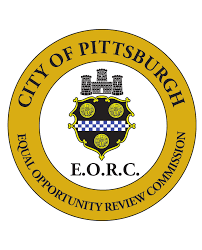 CITY OF PITTSBURGH
E.O.R.C.
EQUAL OPPORTUNITY REVIEW COMMISSION